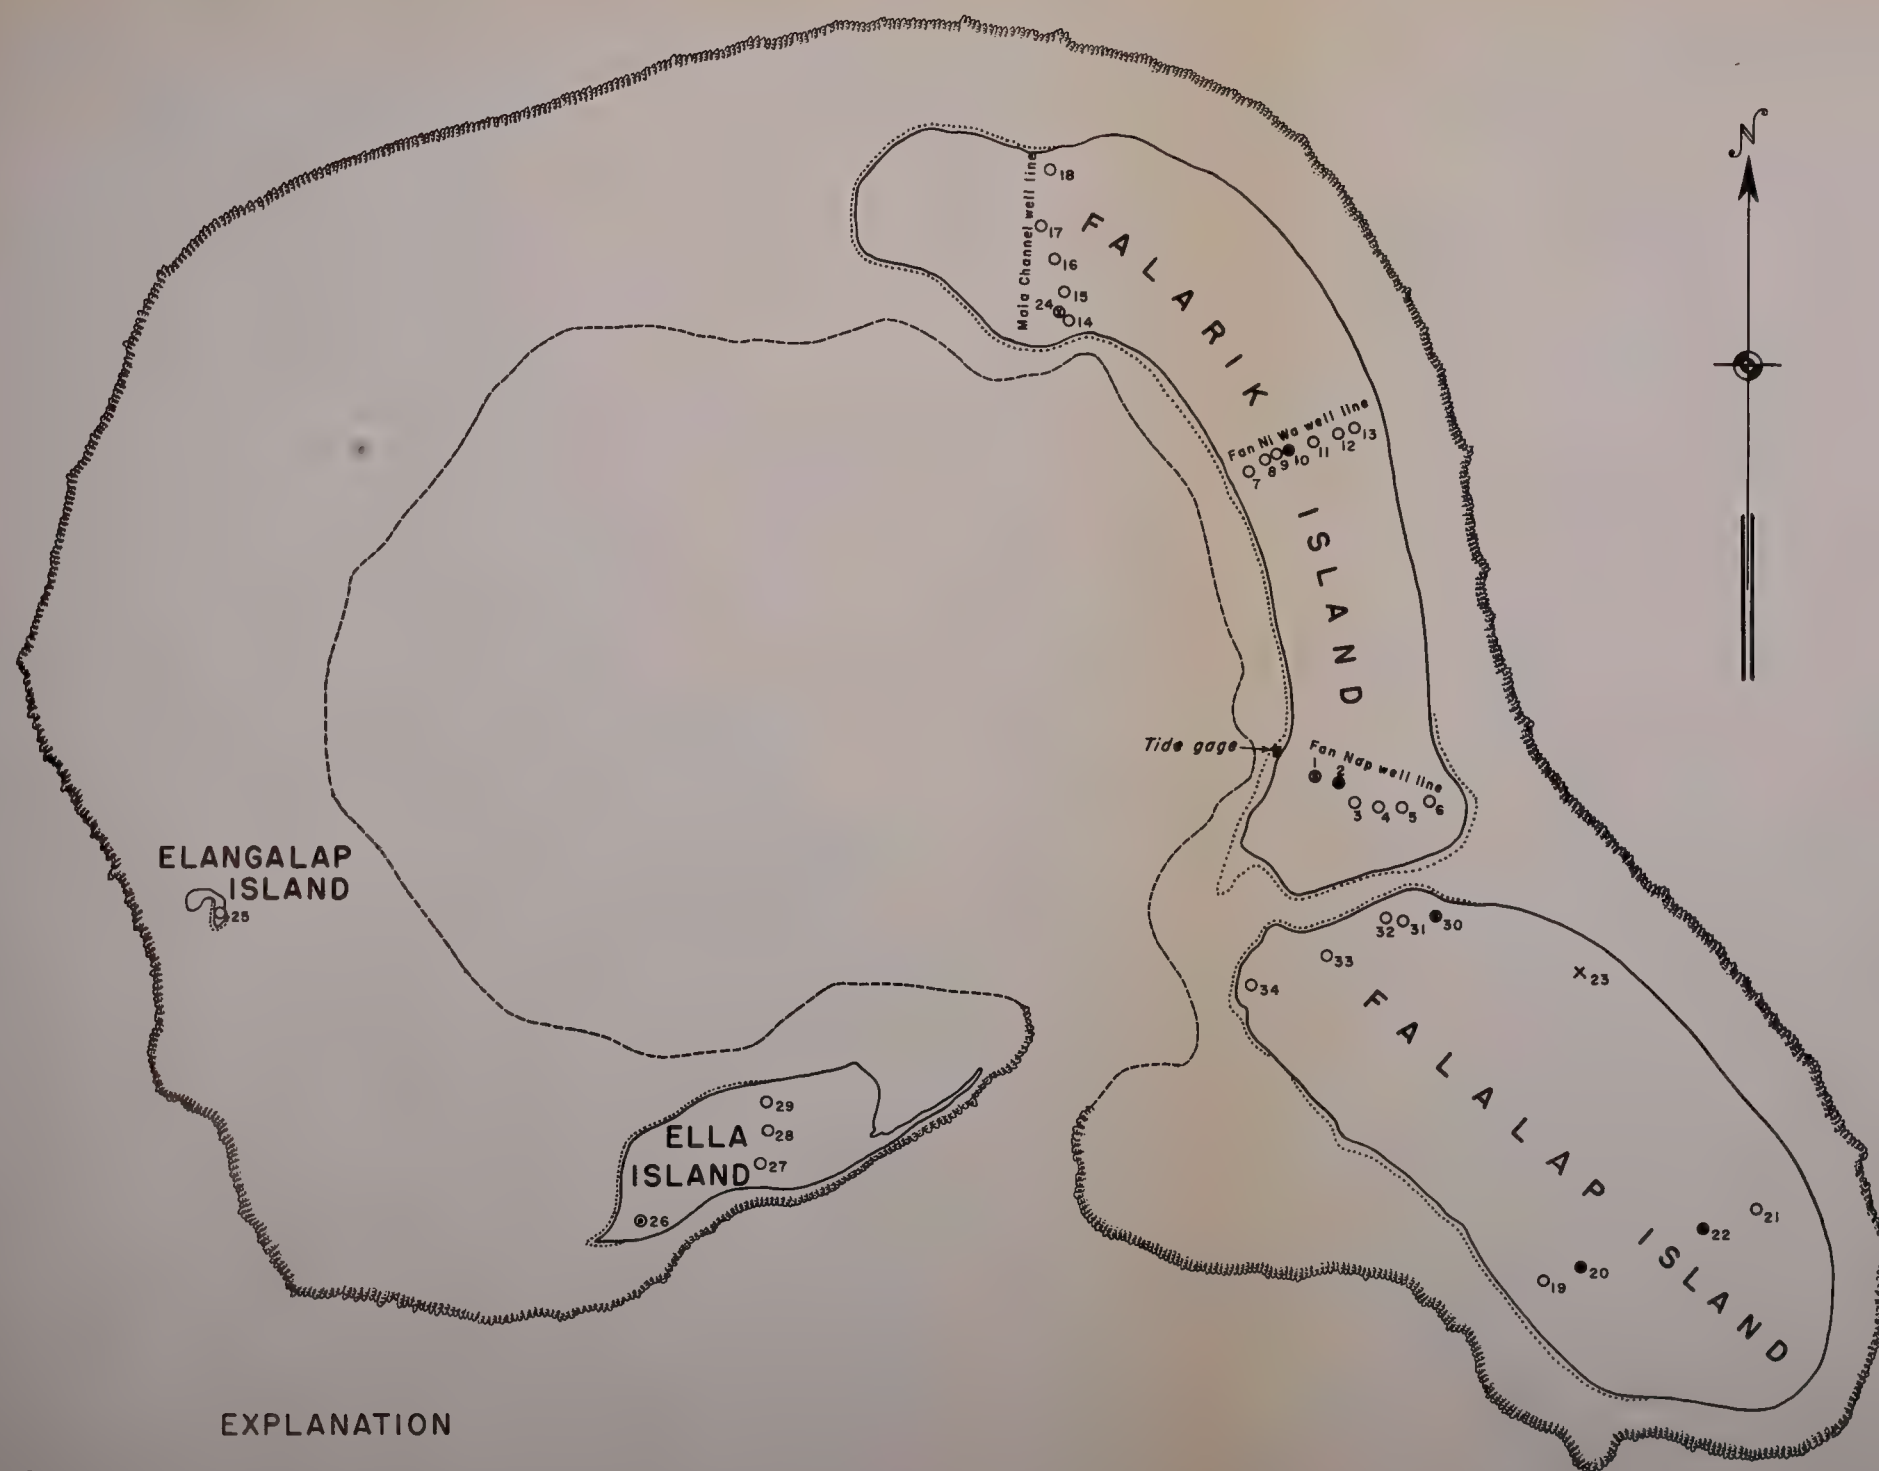 N
18
Maia Channel well line
17
16
15
24
14
FALARIK ISLAND
Fan Ni Wa well line
7
8
9
10
11
12
13
Tide gage
Fan Nap well line
1
2
3
4
5
6
ELANGALAP
ISLAND
25
32
31
30
33
34
23
FALALAP ISLAND
29
ELLA
28
ISLAND
27
26
21
22
20
19
EXPLANATION